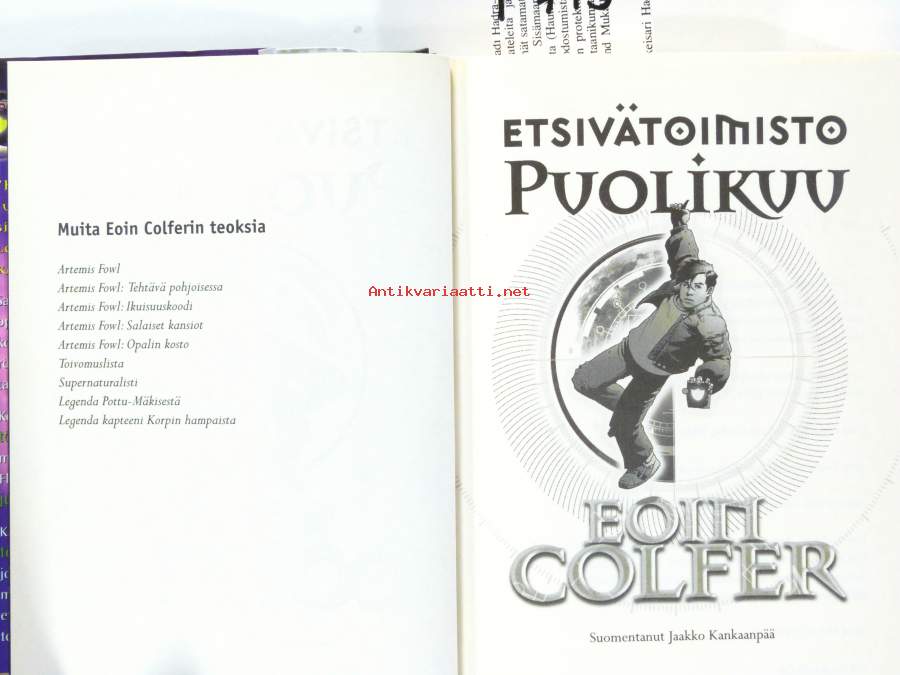 Muita Eoin Colferin teoksia
Artemis Fowl
Artemis Fowl: Tehtävä pohjoisessa
Artemis Fowl: Ikuisuuskoodi
Artemis Fowl: Salaiset kansiot
Artemis Fowl: Opalin kosto
Toivomuslista
Supernaturalisti
Legenda Pottu-Mäkisestä
Legenda kapteeni Korpin hampaista
Antikvariaatti.net
ETSIVÄTOIMISTO
PUOLIKUU
EOIN
COLFER
Suomentanut Jaakko Kankaanpää